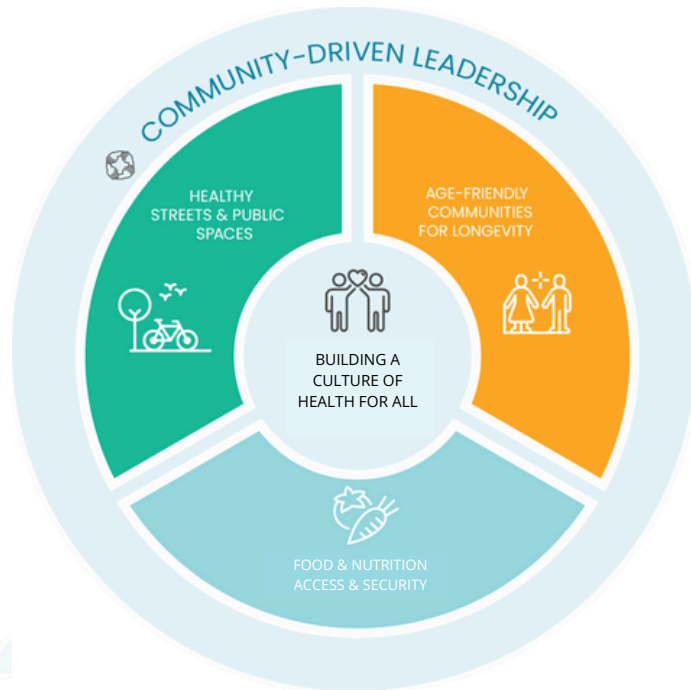 COMMUNITY-DRIVEN LEADERSHIP
HEALTHY
STREETS & PUBLIC
SPACES
AGE-FRIENDLY
COMMUNITIES
FOR LONGEVITY
BUILDING A
CULTURE OF
HEALTH FOR ALL
FOOD & NUTRITION
ACCESS & SECURITY